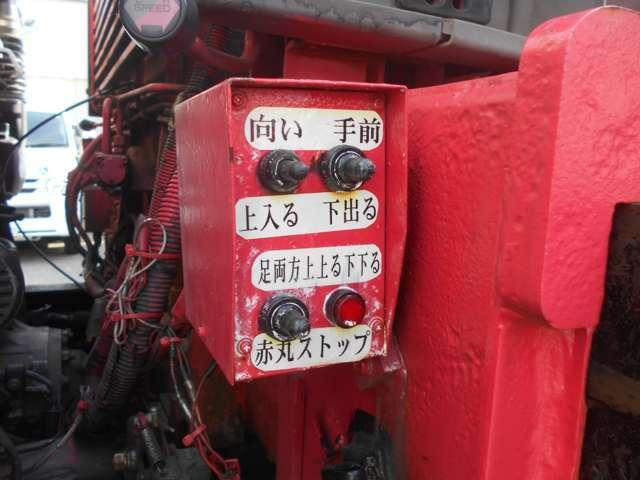 SPEED
向い 手前
上入る 下出る
足両方上上る下下る
赤丸ストップ